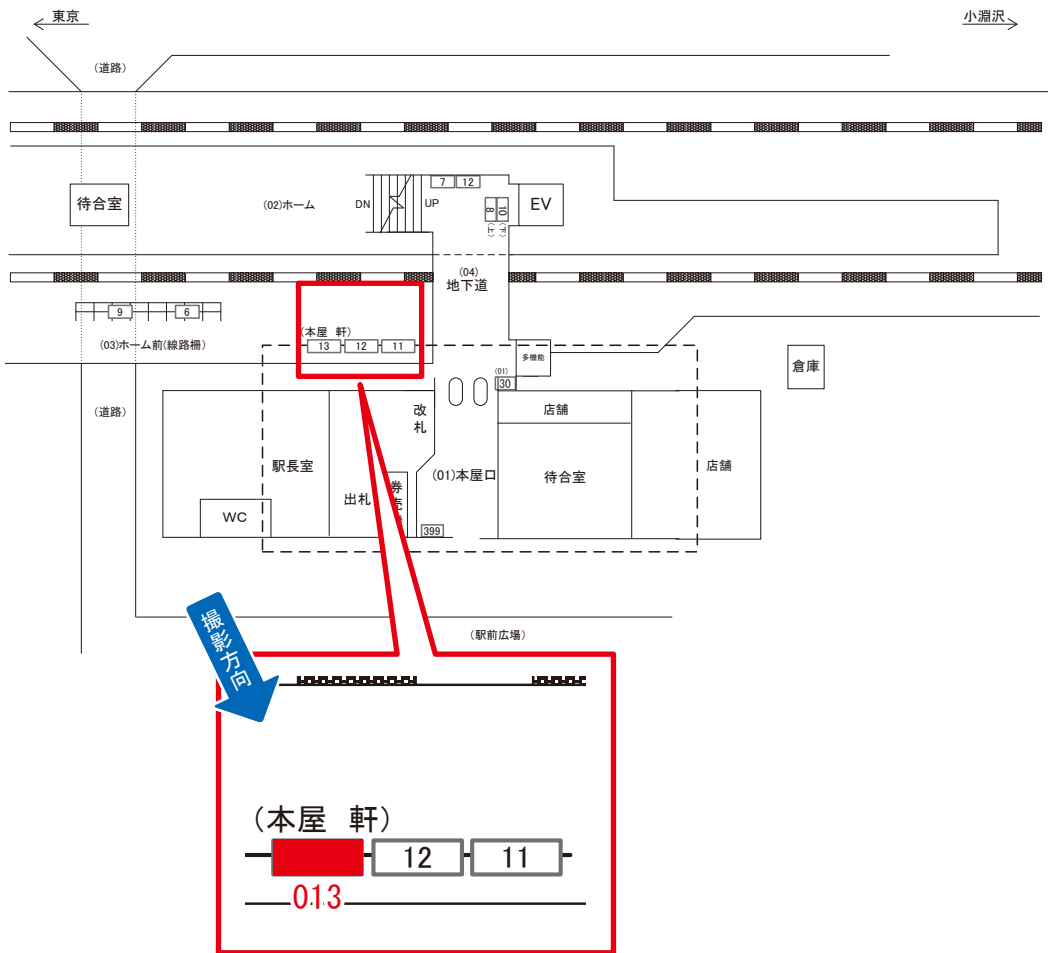 東京
小淵沢
(道路)
待合室
(02)ホーム
DN
UP
7
12
8
(上)
10
(下)
EV
(04)
地下道
9
6
(03)ホーム前(線路柵)
(本屋 軒)
13
12
11
多機能
(01)
30
倉庫
(道路)
改札
店舗
駅長室
出札
(01)本屋口
待合室
店舗
WC
399
(駅前広場)
撮影方向
(本屋 軒)
12
11
013